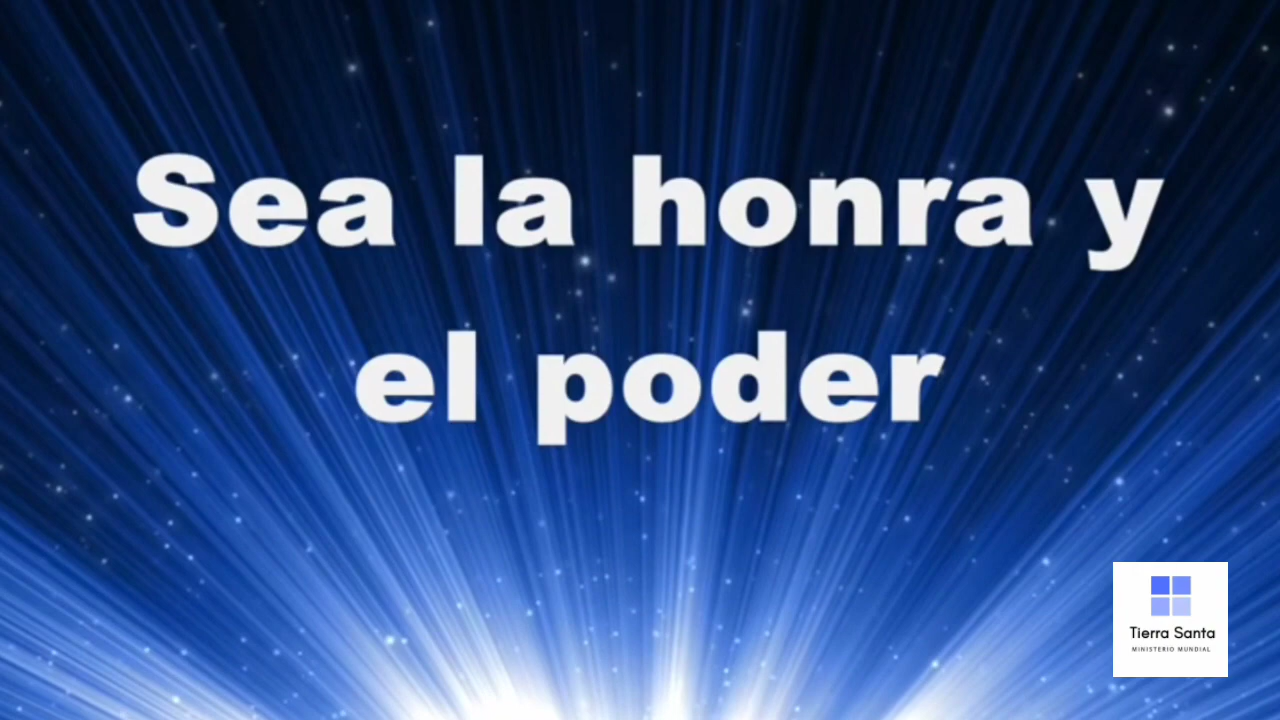 Sea la honra y
el poder
Tierra Santa
MINISTERIO MUNDIAL